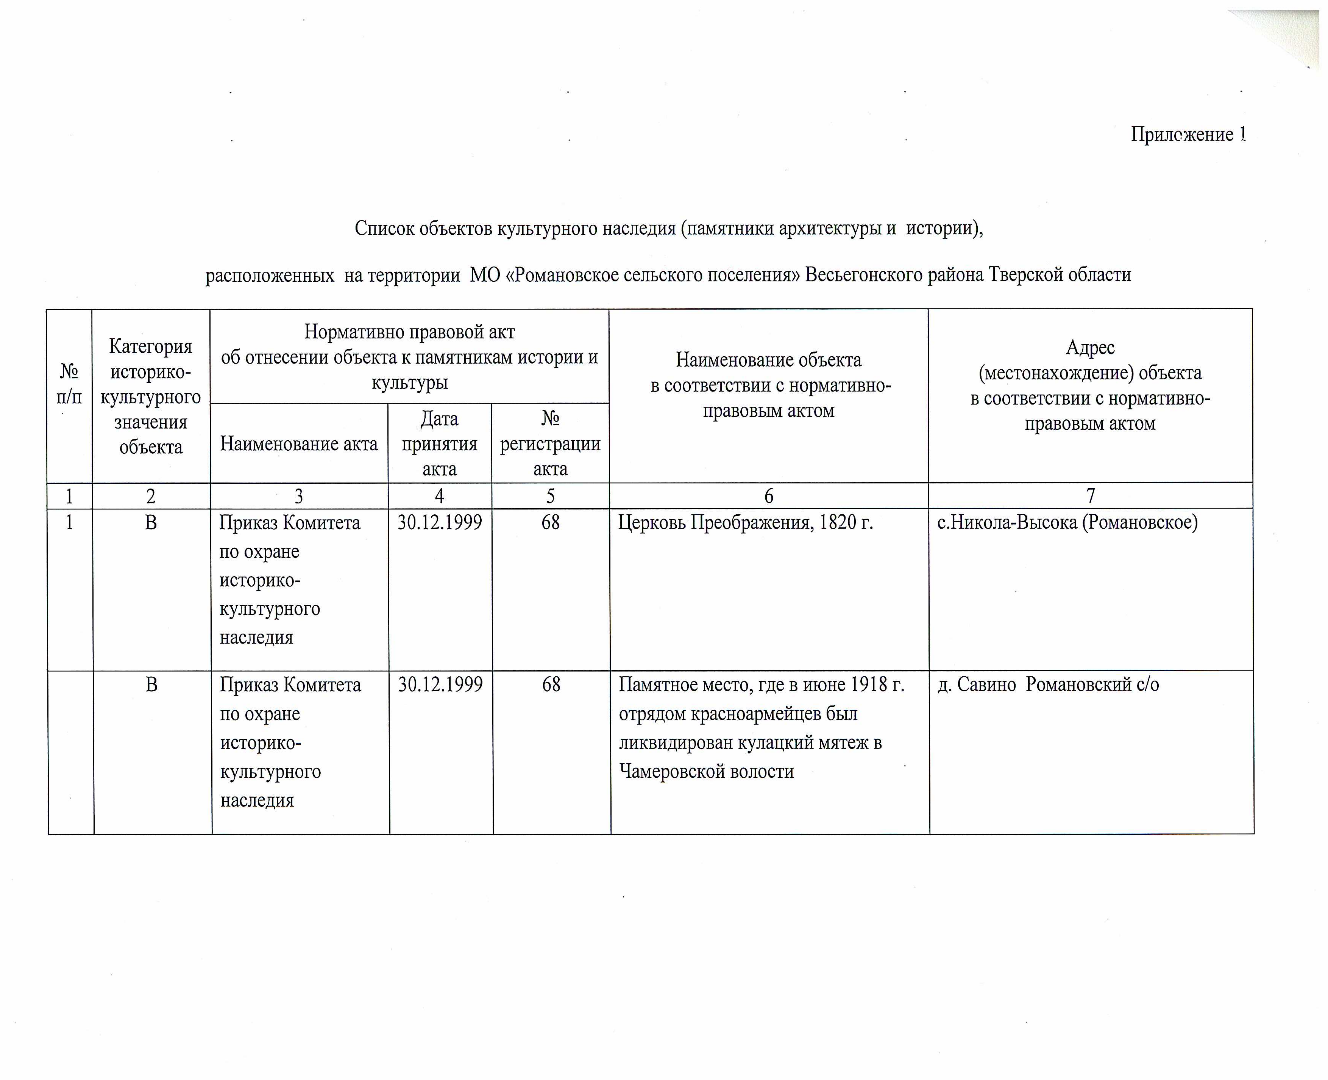 Приложение 1
Список объектов культурного наследия (памятники архитектуры и истории),
расположенных на территории МО «Романовское сельского поселения» Весьегонского района Тверской области
№
п/п
Категория
историко-
культурного
значения
объекта
Нормативно правовой акт
об отнесении объекта к памятникам истории и
культуры
Наименование акта
Дата
принятия
акта
№
регистрации
акта
Наименование объекта
в соответствии с нормативно-
правовым актом
Адрес
(местонахождение) объекта
в соответствии с нормативно-
правовым актом
1 2 3 4 5 6 7
1 В Приказ Комитета 30.12.1999 68 Церковь Преображения, 1820 г. с.Никола-Высока (Романовское)
по охране
историко-
культурного
наследия
В Приказ Комитета 30.12.1999 68 Памятное место, где в июне 1918 г. д. Савино Романовский с/о
по охране отрядом красноармейцев был
историко- ликвидирован кулацкий мятеж в
культурного Чамеровской волости
наследия